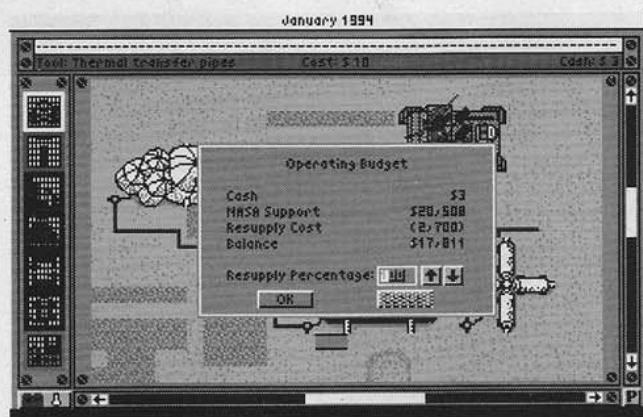 January 1994
Tool: Thermal transfer pipes Cost: $ 10 Cash: $ 3
Operating Budget
Cash $3
NASA Support $20,508
Resupply Cost (2,700)
Balance $17,811
Resupply Percentage:
OK